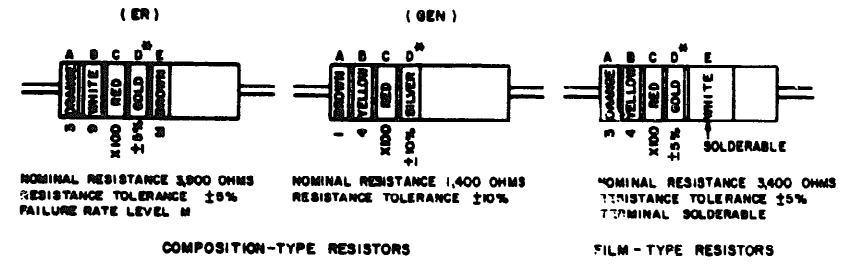 (ER)
(GEN)
A B C D* E
ORANGE WHITE RED GOLD BROWN
3 9 X100 ±5% M
A B C D*
BROWN YELLOW RED SILVER
1 4 X100 ±10%
A B C D* E
ORANGE YELLOW RED GOLD WHITE
3 4 X100 ±5%
SOLDERABLE
NOMINAL RESISTANCE 3,900 OHMS
RESISTANCE TOLERANCE ±5%
FAILURE RATE LEVEL M
NOMINAL RESISTANCE 1,400 OHMS
RESISTANCE TOLERANCE ±10%
NOMINAL RESISTANCE 3,400 OHMS
RESISTANCE TOLERANCE ±5%
TERMINAL SOLDERABLE
COMPOSITION-TYPE RESISTORS
FILM-TYPE RESISTORS